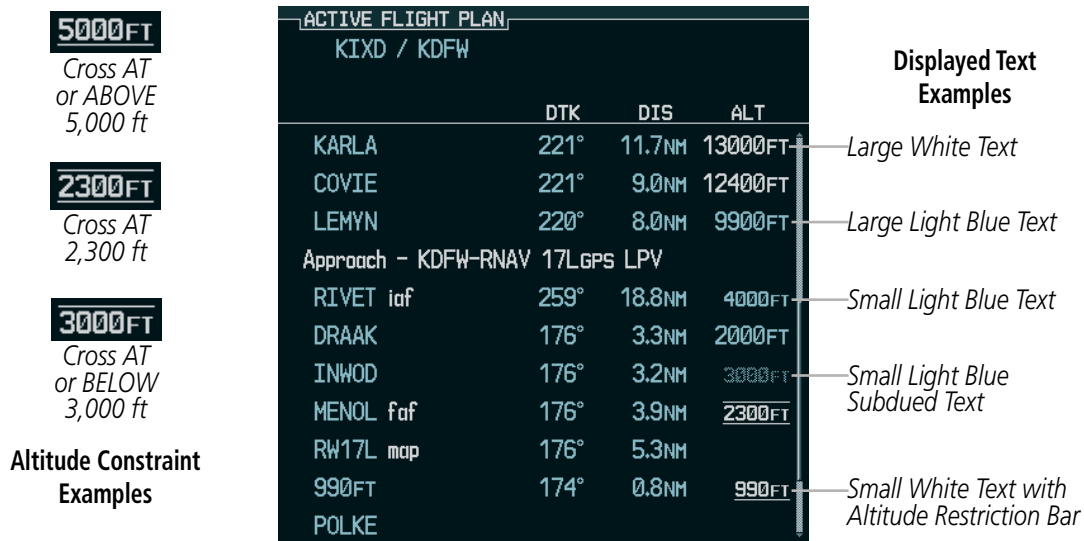 5000FT
Cross AT
or ABOVE
5,000 ft
2300FT
Cross AT
2,300 ft
3000FT
Cross AT
or BELOW
3,000 ft
Altitude Constraint
Examples
ACTIVE FLIGHT PLAN
KIXD / KDFW
DTK DIS ALT
KARLA 221° 11.7NM 13000FT
COVIE 221° 9.0NM 12400FT
LEMYN 220° 8.0NM 9900FT
Approach – KDFW-RNAV 17LGPS LPV
RIVET iaf 259° 18.8NM 4000FT
DRAAK 176° 3.3NM 2000FT
INWOD 176° 3.2NM 3000FT
MENOL faf 176° 3.9NM 2300FT
RW17L map 176° 5.3NM
990FT 174° 0.8NM 990FT
POLKE
Displayed Text
Examples
Large White Text
Large Light Blue Text
Small Light Blue Text
Small Light Blue
Subdued Text
Small White Text with
Altitude Restriction Bar